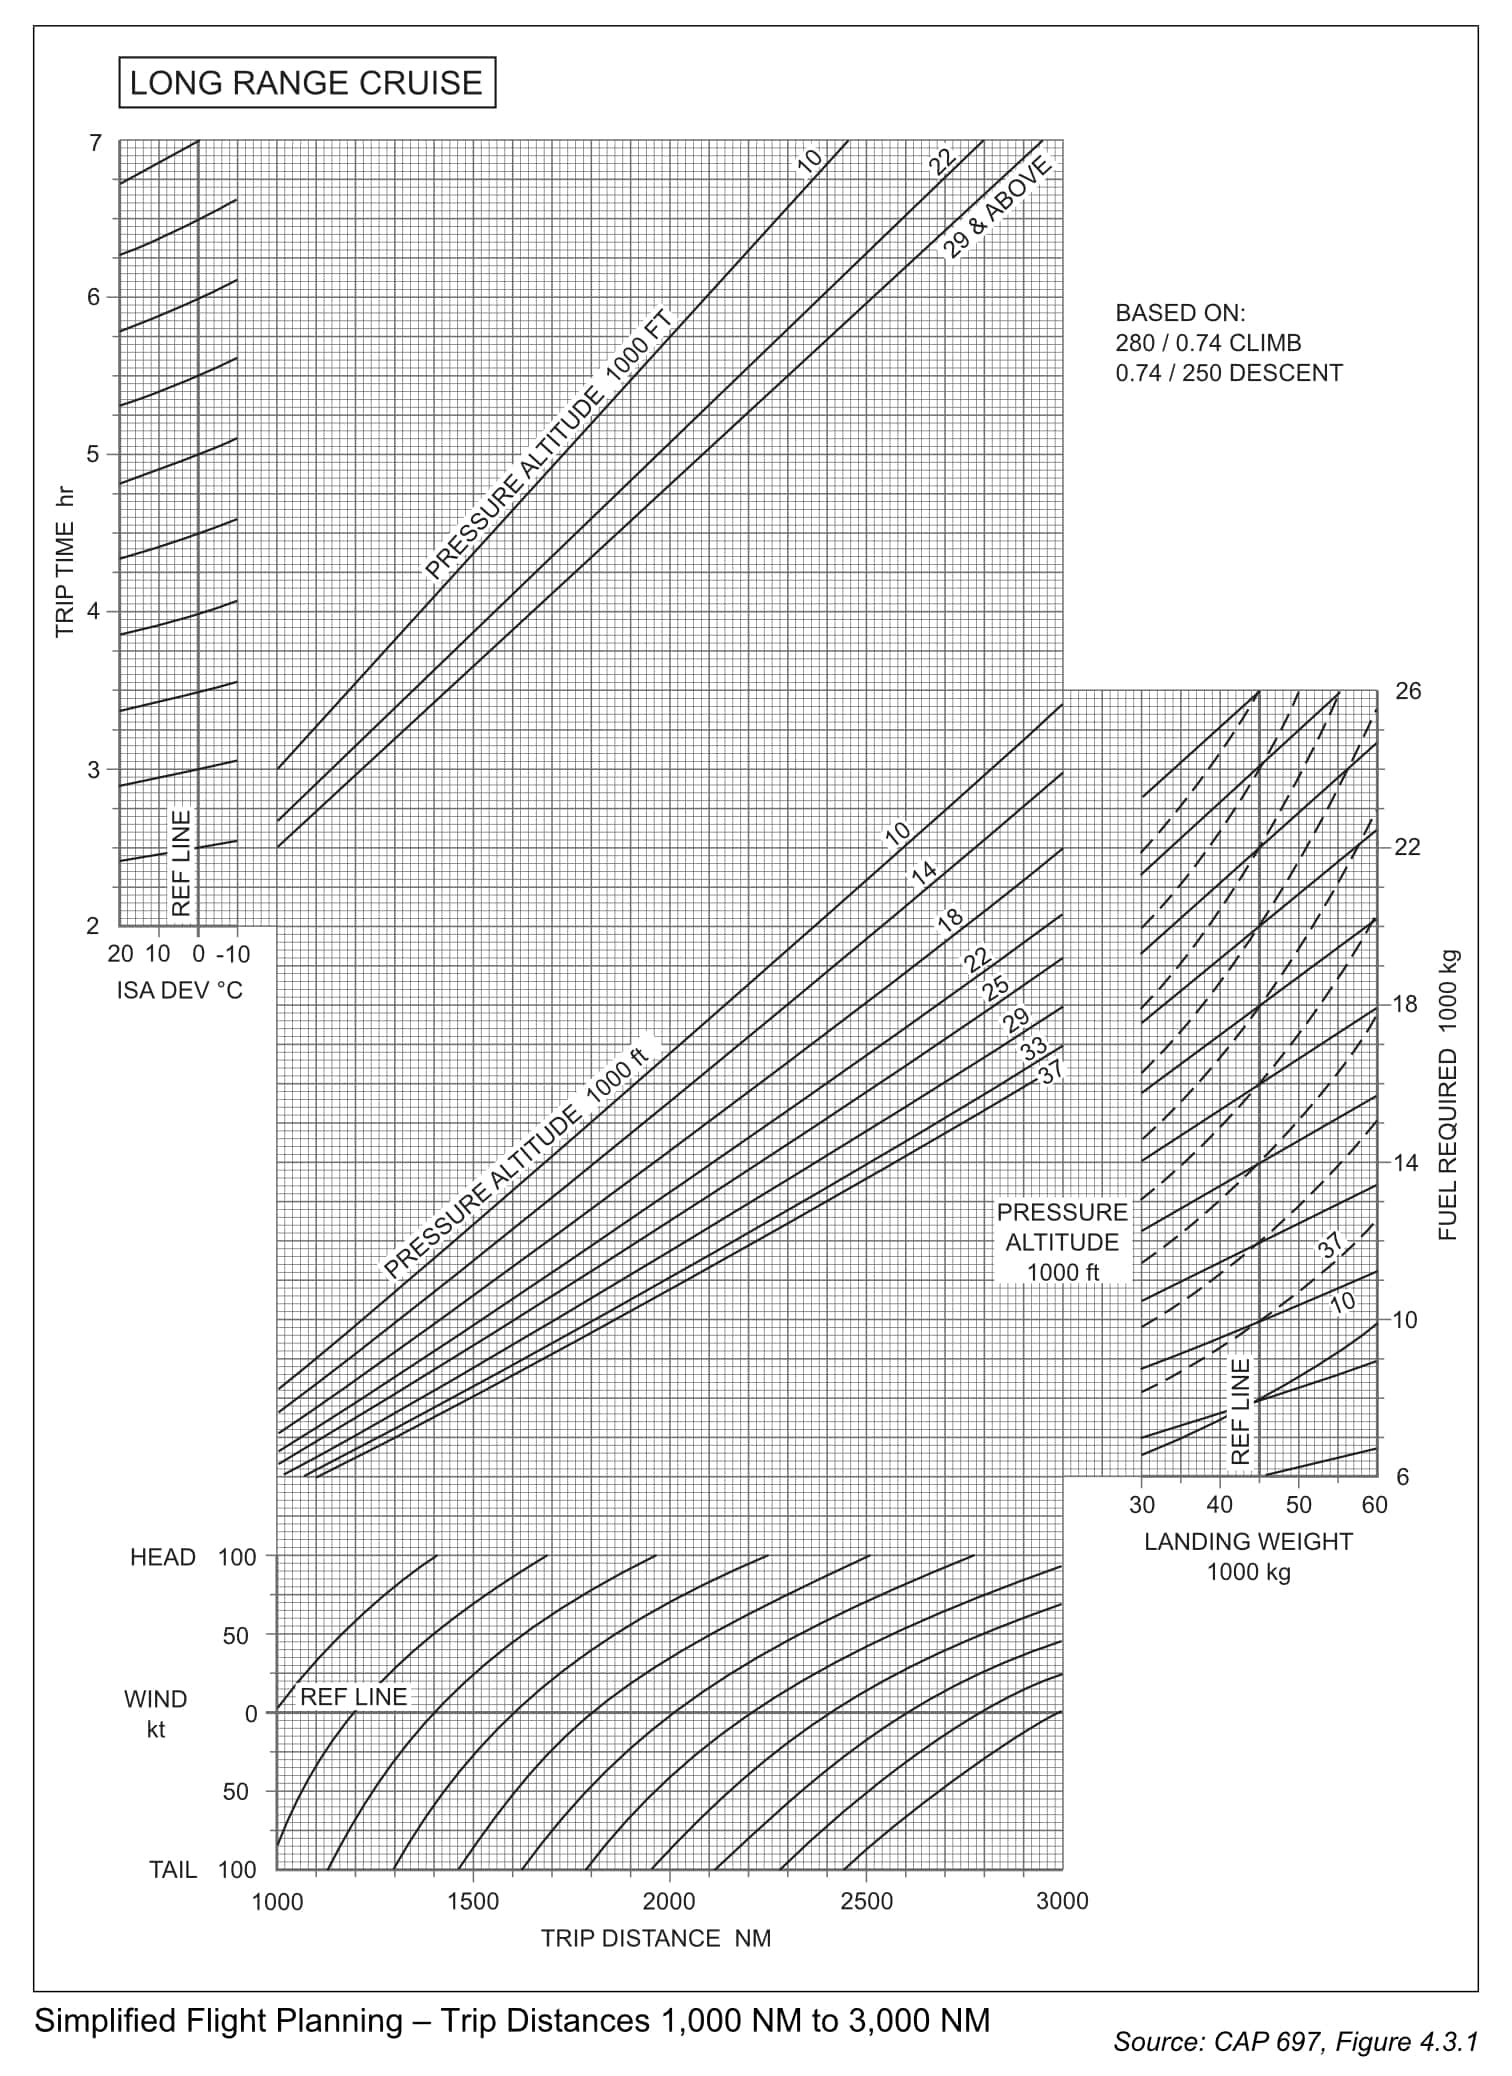 LONG RANGE CRUISE
7
6
5
4
3
2
TRIP TIME hr
REF LINE
20 10 0 -10
ISA DEV °C
10
22
29 & ABOVE
PRESSURE ALTITUDE 1000 FT
BASED ON:
280 / 0.74 CLIMB
0.74 / 250 DESCENT
10
14
18
22
25
29
33
37
PRESSURE ALTITUDE 1000 ft
PRESSURE
ALTITUDE
1000 ft
37
10
REF LINE
26
22
18
14
10
6
FUEL REQUIRED 1000 kg
30 40 50 60
LANDING WEIGHT
1000 kg
HEAD 100
50
WIND
kt
0
50
TAIL 100
REF LINE
1000 1500 2000 2500 3000
TRIP DISTANCE NM
Simplified Flight Planning – Trip Distances 1,000 NM to 3,000 NM
Source: CAP 697, Figure 4.3.1